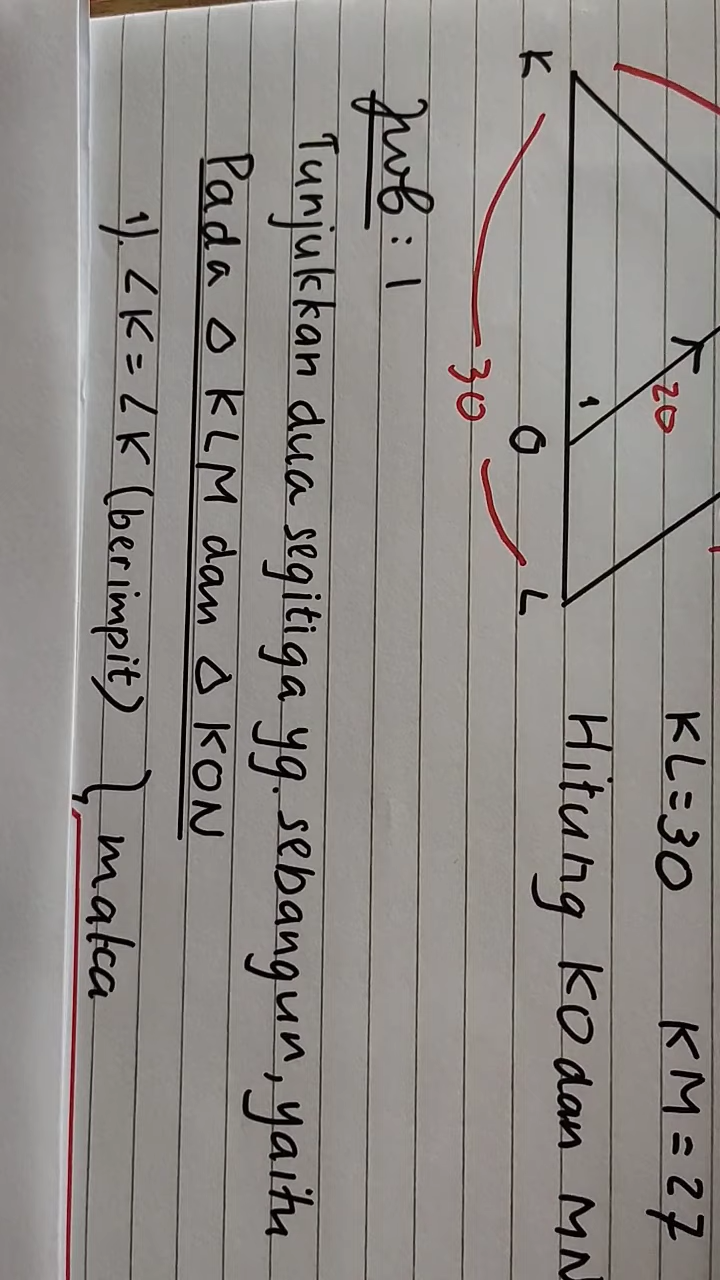 KL=30 KM=27
K
1
20
O
L
30
Hitung KO dan MN
Jwb : 1
Tunjukkan dua segitiga yg. sebangun, yaitu
Pada Δ KLM dan Δ KON
1). ∠K = ∠K (berimpit) } maka